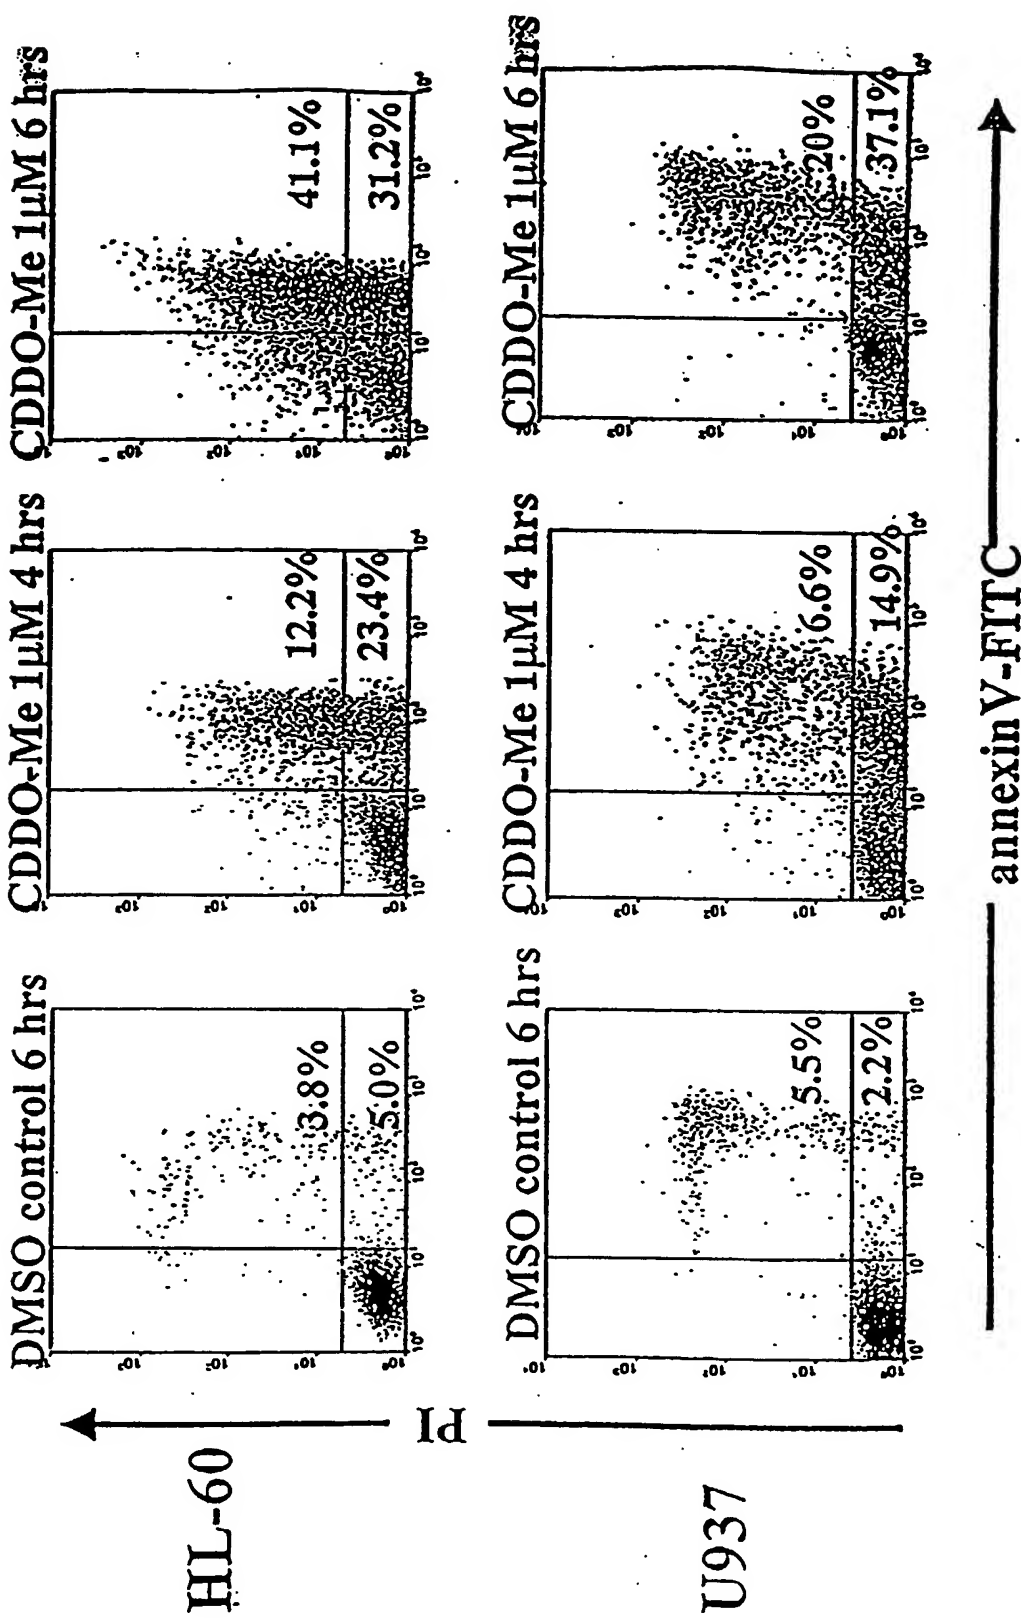 HL-60
DMSO control 6 hrs
3.8%
5.0%
CDDO-Me 1µM 4 hrs
12.2%
23.4%
CDDO-Me 1µM 6 hrs
41.1%
31.2%
PI
U937
DMSO control 6 hrs
5.5%
2.2%
CDDO-Me 1µM 4 hrs
6.6%
14.9%
CDDO-Me 1µM 6 hrs
20%
37.1%
annexin V-FITC